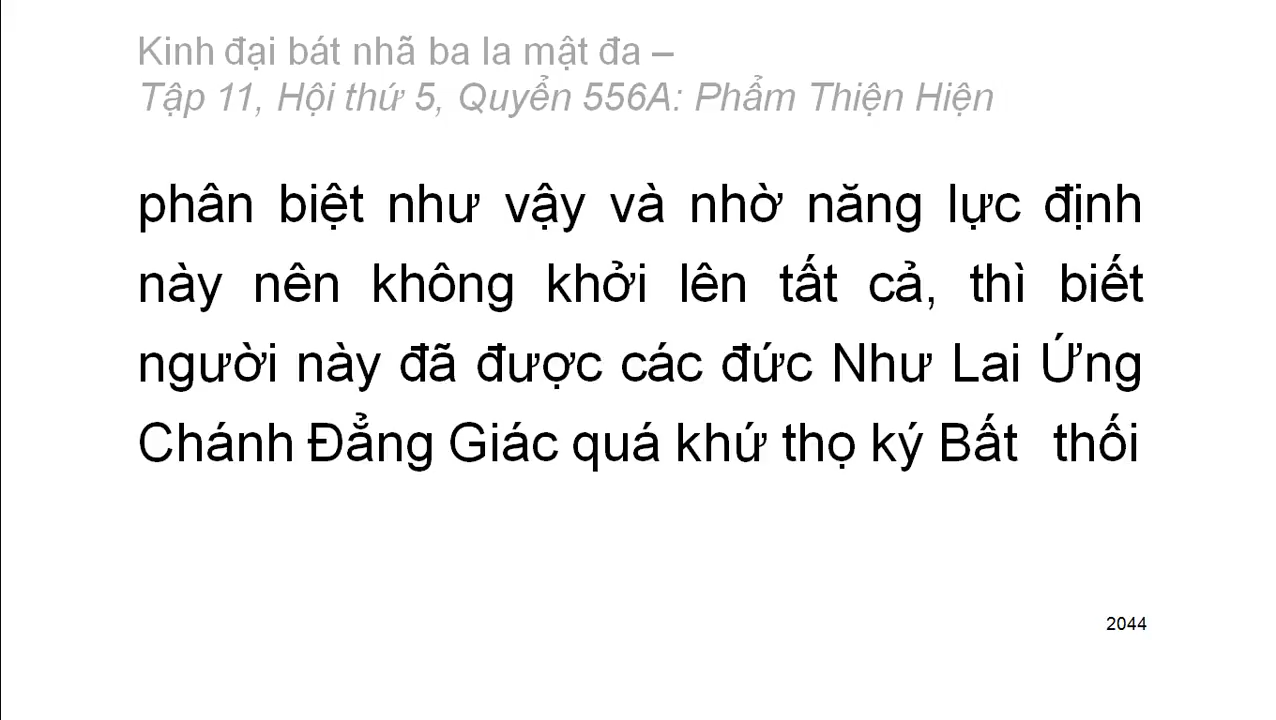 Kinh đại bát nhã ba la mật đa –
Tập 11, Hội thứ 5, Quyển 556A: Phẩm Thiện Hiện
phân biệt như vậy và nhờ năng lực định
này nên không khởi lên tất cả, thì biết
người này đã được các đức Như Lai Ứng
Chánh Đẳng Giác quá khứ thọ ký Bất thối
2044